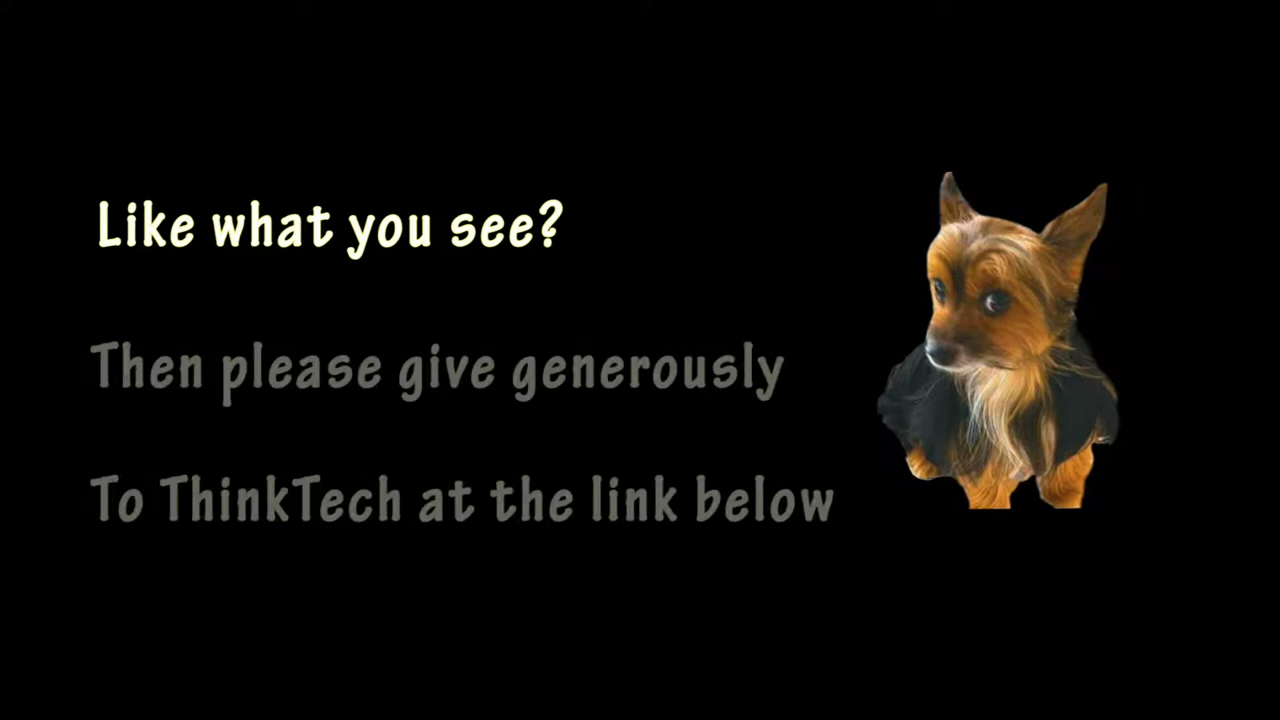 Like what you see?
Then please give generously
To ThinkTech at the link below